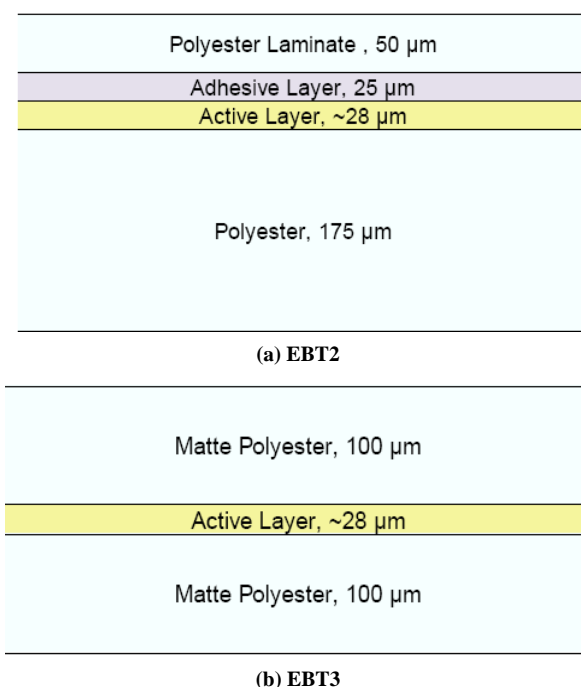 Polyester Laminate , 50 µm
Adhesive Layer, 25 µm
Active Layer, ~28 µm
Polyester, 175 µm
(a) EBT2
Matte Polyester, 100 µm
Active Layer, ~28 µm
Matte Polyester, 100 µm
(b) EBT3